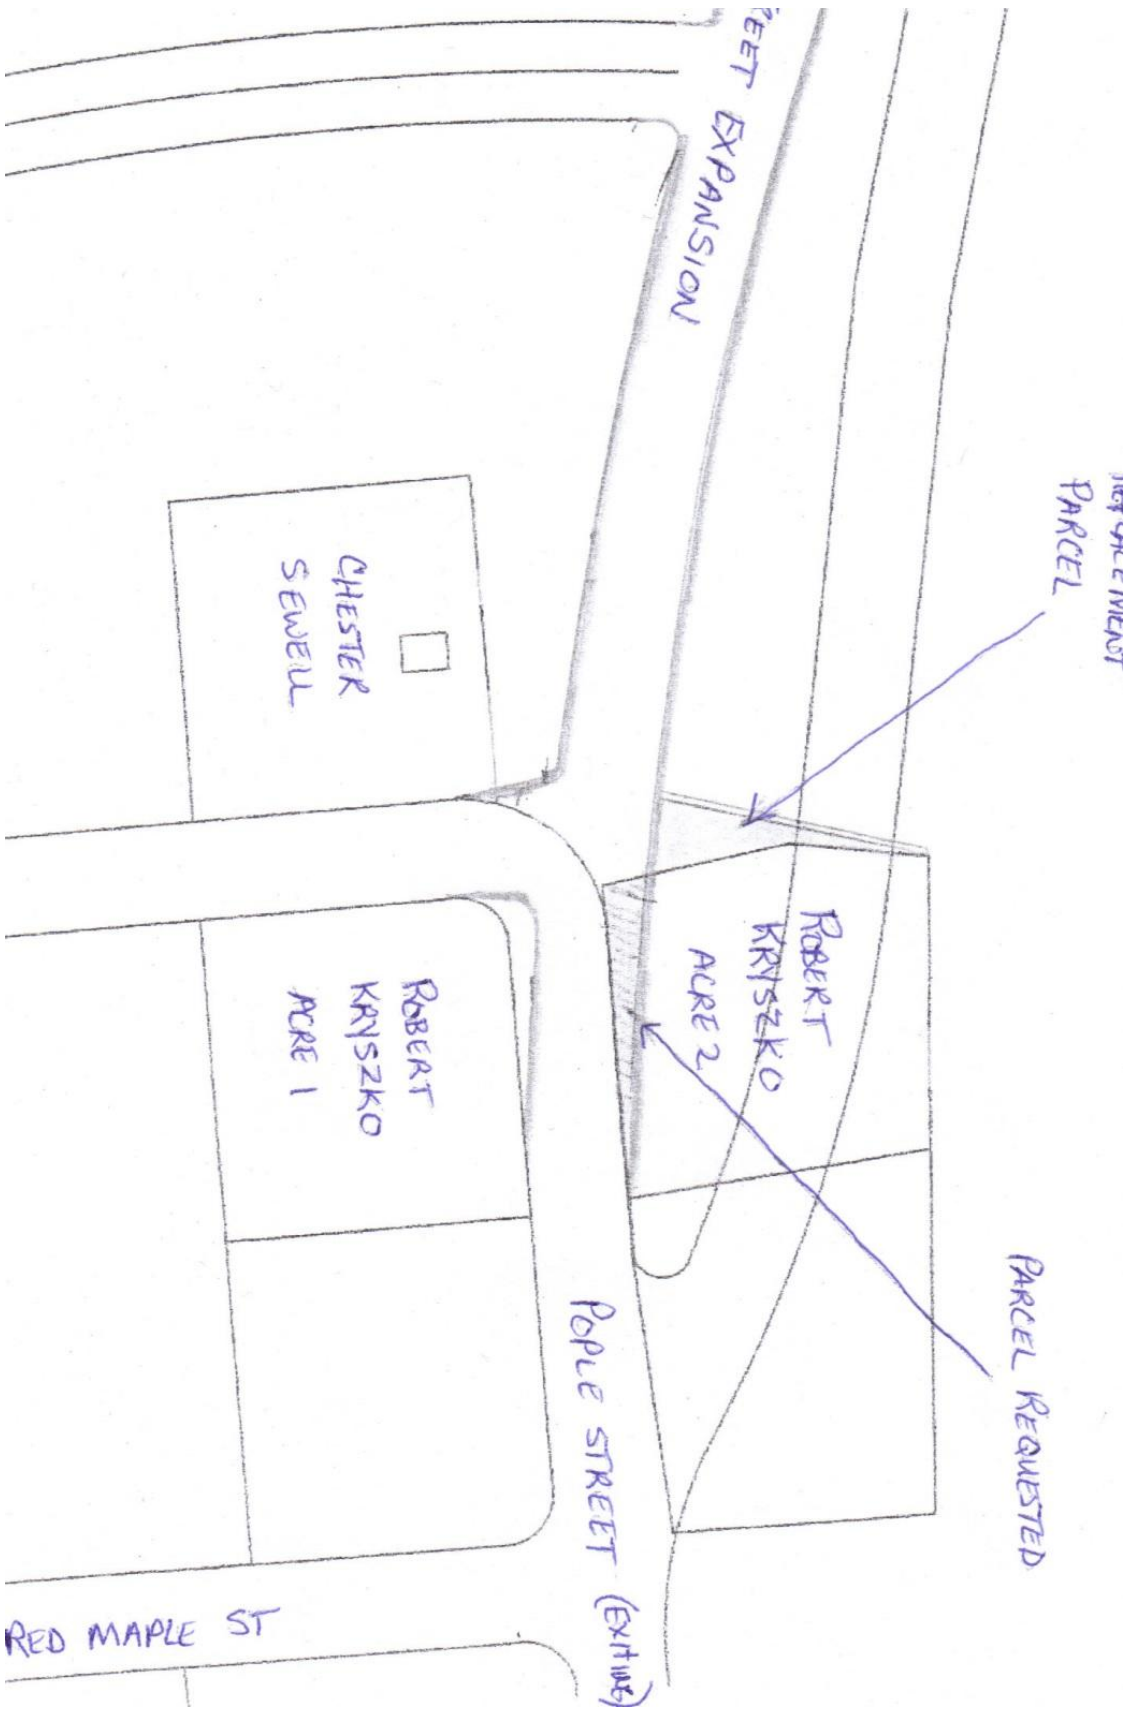 EET EXPANSION
PARCEL
CHESTER
SEWELL
ROBERT
KRYSZKO
ACRE 2
ROBERT
KRYSZKO
ACRE 1
PARCEL REQUESTED
POPLE STREET (EXITING)
RED MAPLE ST